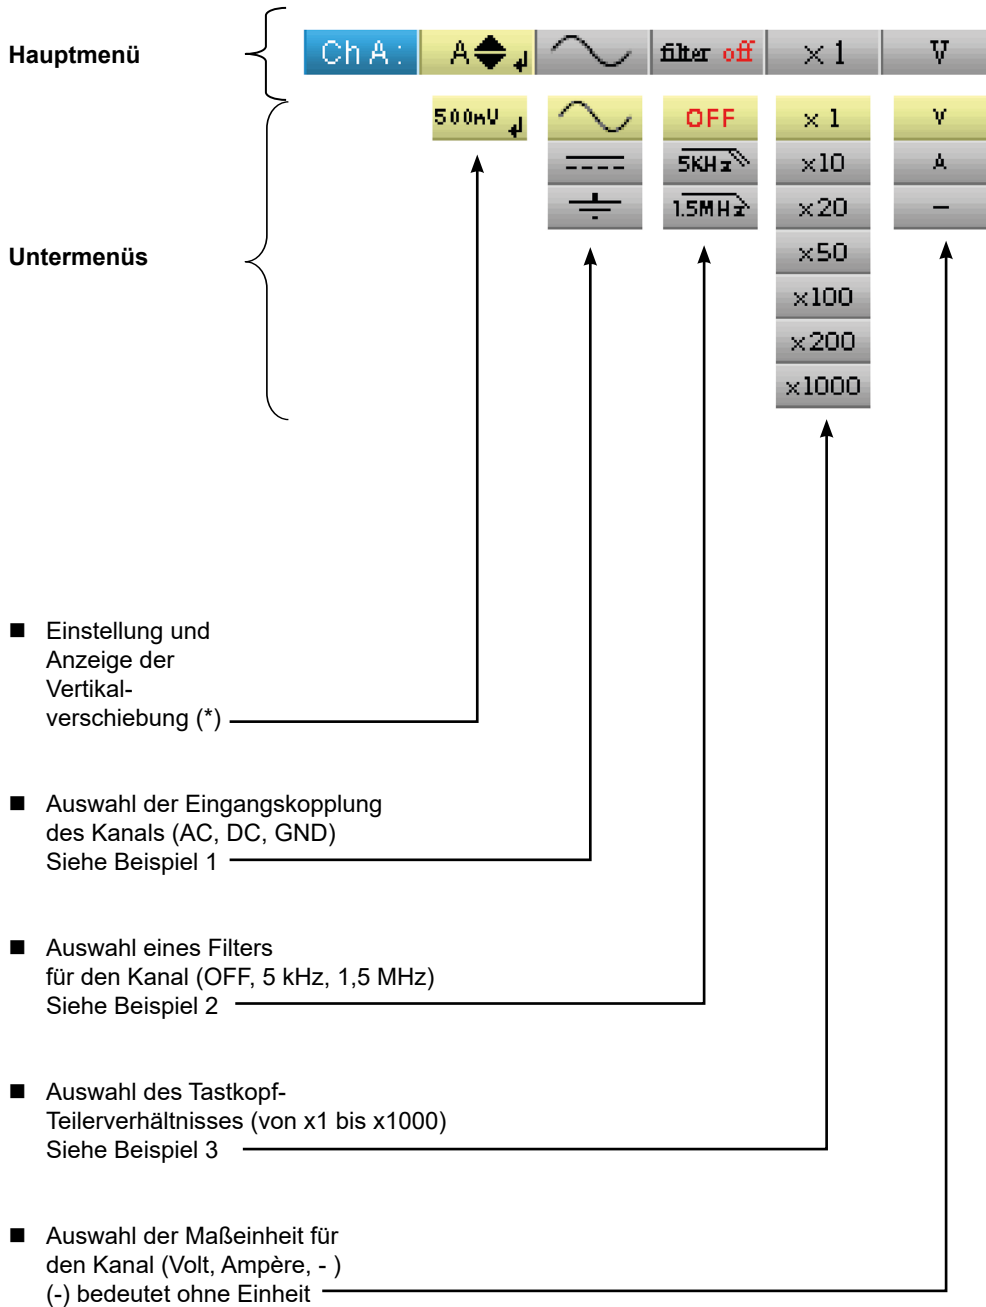 Hauptmenü
Ch A : A filter off × 1 V
500mV OFF × 1 V
5KHz ×10 A
1.5MHz ×20 –
Untermenüs
×50
×100
×200
×1000
■ Einstellung und
Anzeige der
Vertikal-
verschiebung (*)
■ Auswahl der Eingangskopplung
des Kanals (AC, DC, GND)
Siehe Beispiel 1
■ Auswahl eines Filters
für den Kanal (OFF, 5 kHz, 1,5 MHz)
Siehe Beispiel 2
■ Auswahl des Tastkopf-
Teilerverhältnisses (von x1 bis x1000)
Siehe Beispiel 3
■ Auswahl der Maßeinheit für
den Kanal (Volt, Ampère, - )
(-) bedeutet ohne Einheit